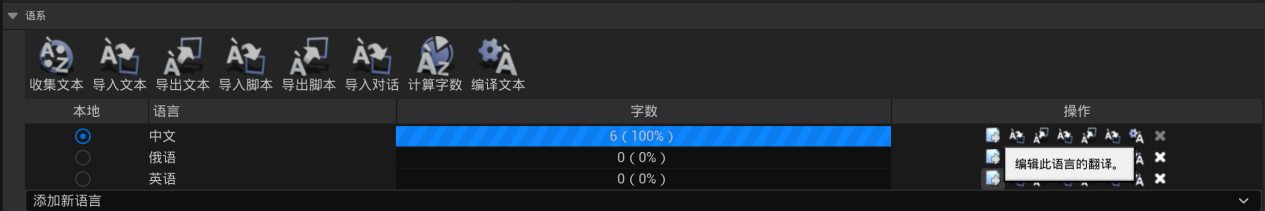 语系
收集文本 导入文本 导出文本 导入脚本 导出脚本 导入对话 计算字数 编译文本
本地 语言 字数 操作
中文 6 ( 100% )
俄语 0 ( 0% )
编辑此语言的翻译。
英语 0 ( 0% )
添加新语言